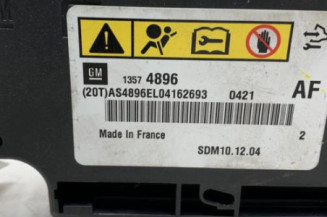 GM
1357 4896
(20T)AS4896EL04162693 0421 AF
Made in France 2
SDM10.12.04